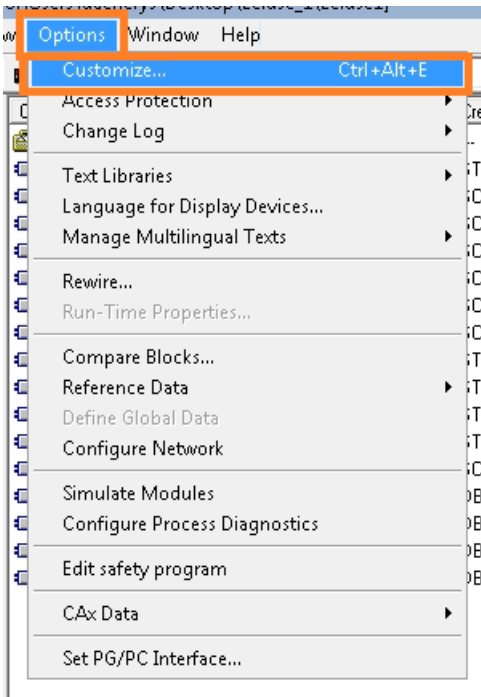 Options Window Help
Customize... Ctrl+Alt+E
Access Protection
Change Log
Text Libraries
Language for Display Devices...
Manage Multilingual Texts
Rewire...
Run-Time Properties...
Compare Blocks...
Reference Data
Define Global Data
Configure Network
Simulate Modules
Configure Process Diagnostics
Edit safety program
CAx Data
Set PG/PC Interface...